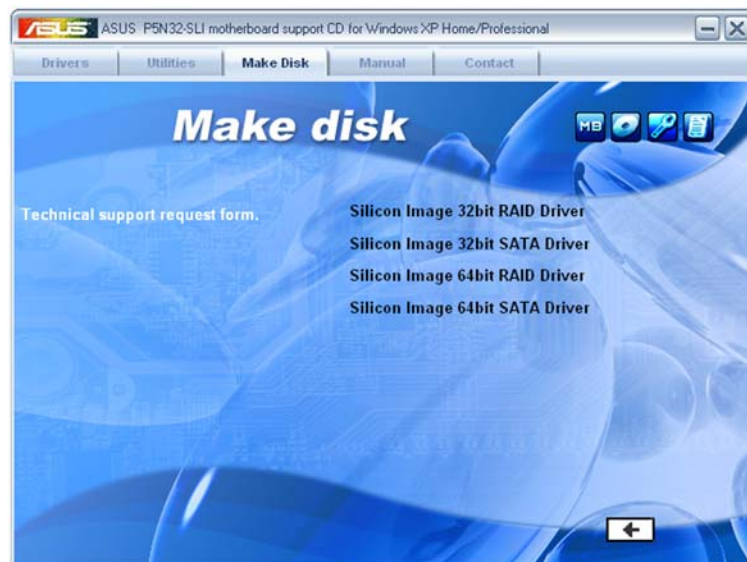 ASUS ASUS P5N32-SLI motherboard support CD for Windows XP Home/Professional
Drivers Utilities Make Disk Manual Contact
Make disk
MB
Technical support request form.
Silicon Image 32bit RAID Driver
Silicon Image 32bit SATA Driver
Silicon Image 64bit RAID Driver
Silicon Image 64bit SATA Driver